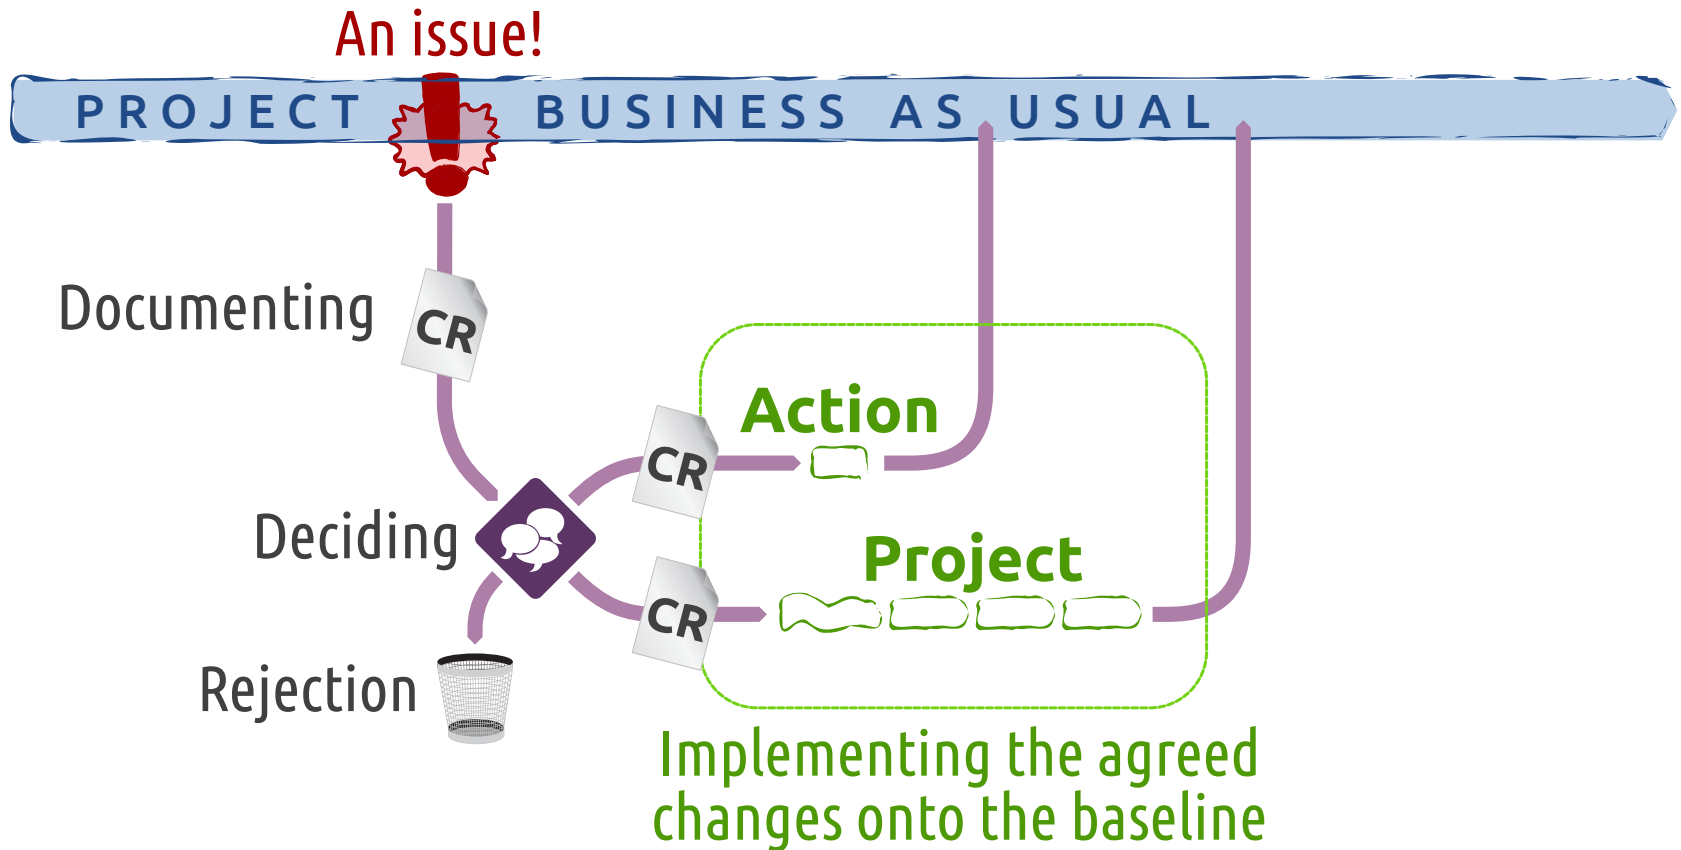 An issue!
PROJECT BUSINESS AS USUAL
Documenting
CR
Action
CR
Deciding
Project
CR
Rejection
Implementing the agreed
changes onto the baseline